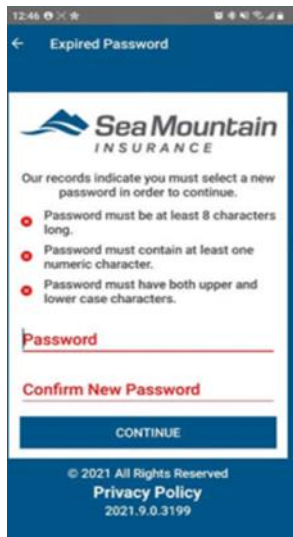 12:46
Expired Password
Sea Mountain
INSURANCE
Our records indicate you must select a new
password in order to continue.
Password must be at least 8 characters
long.
Password must contain at least one
numeric character.
Password must have both upper and
lower case characters.
Password
Confirm New Password
CONTINUE
© 2021 All Rights Reserved
Privacy Policy
2021.9.0.3199